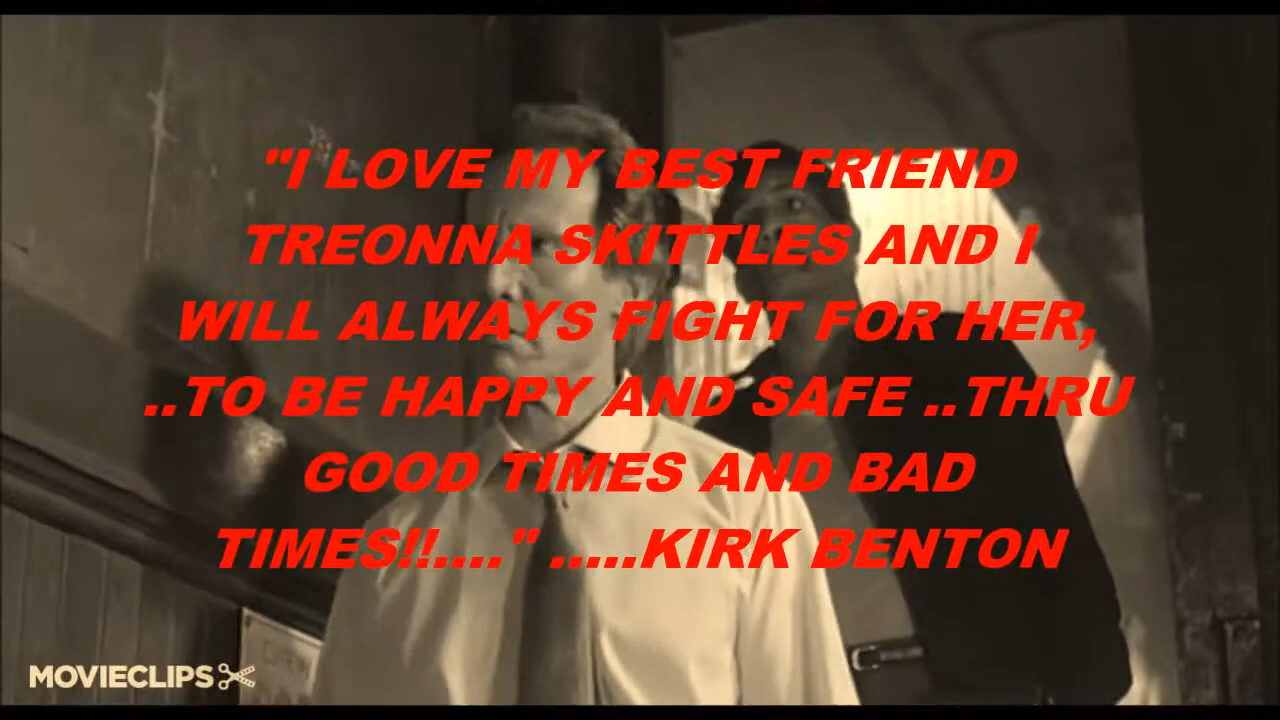 "I LOVE MY BEST FRIEND
TREONNA SKITTLES AND I
WILL ALWAYS FIGHT FOR HER,
..TO BE HAPPY AND SAFE ..THRU
GOOD TIMES AND BAD
TIMES!!...." .....KIRK BENTON
MOVIECLIPS